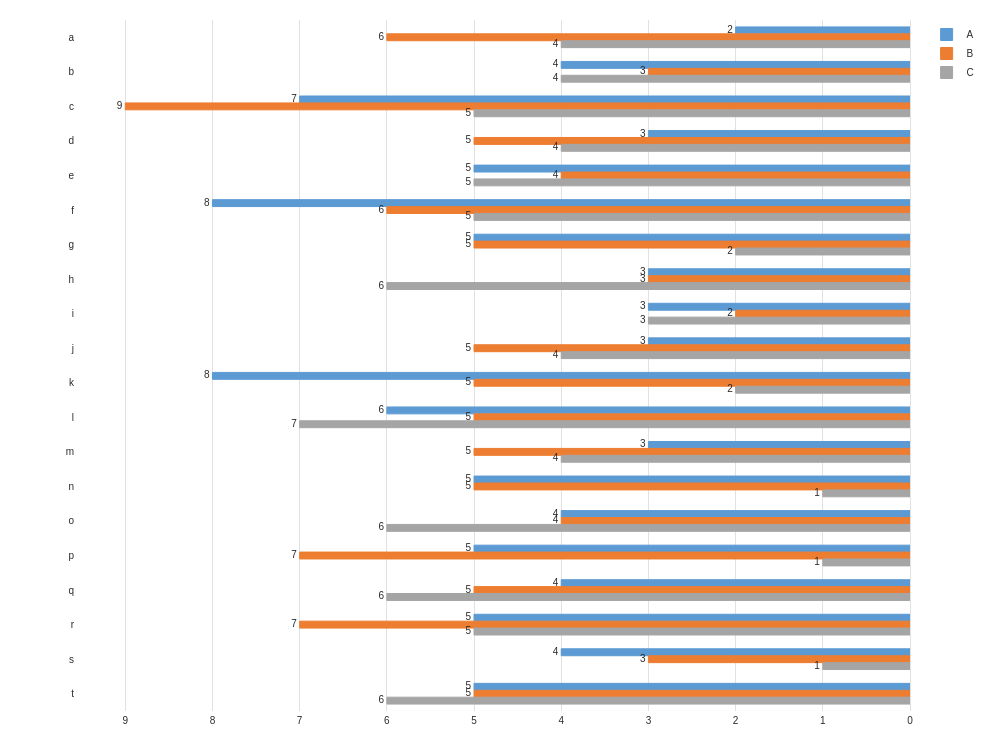 a 6 2 4
A
b 4 3 4
B
C
c 9 7 5
d 5 3 4
e 5 4 5
f 8 6 5
g 5 5 2
h 3 3 6
i 3 2 3
j 3 5 4
k 8 5 2
l 6 5 7
m 3 5 4
n 5 5 1
o 4 4 6
p 5 7 1
q 4 5 6
r 5 7 5
s 4 3 1
t 5 5 6
9 8 7 6 5 4 3 2 1 0